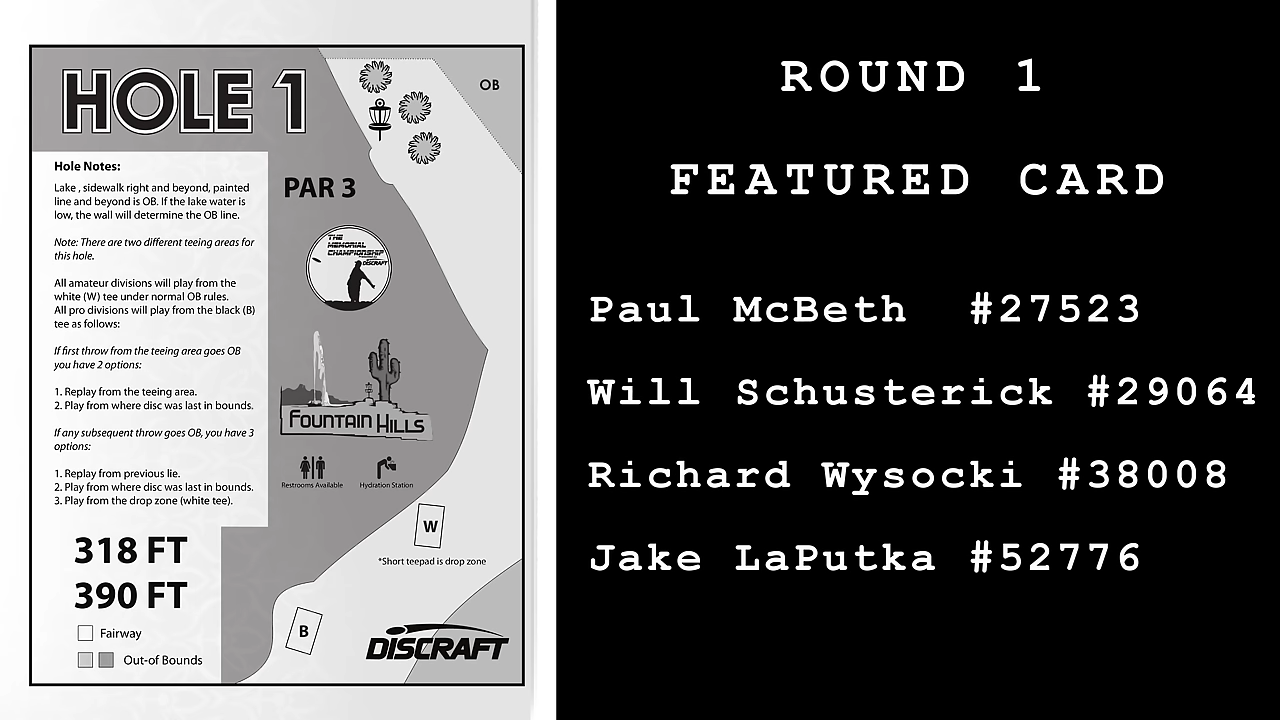 HOLE 1
OB
Hole Notes:
Lake , sidewalk right and beyond, painted
line and beyond is OB. If the lake water is
low, the wall will determine the OB line.
Note: There are two different teeing areas for
this hole.
All amateur divisions will play from the
white (W) tee under normal OB rules.
All pro divisions will play from the black (B)
tee as follows:
If first throw from the teeing area goes OB
you have 2 options:
1. Replay from the teeing area.
2. Play from where disc was last in bounds.
If any subsequent throw goes OB, you have 3
options:
1. Replay from previous lie.
2. Play from where disc was last in bounds.
3. Play from the drop zone (white tee).
318 FT
390 FT
Fairway
Out-of Bounds
PAR 3
THE
MEMORIAL
CHAMPIONSHIP
Presented by
DISCRAFT
FOUNTAIN HILLS
Restrooms Available
Hydration Station
W
*Short teepad is drop zone
B
DISCRAFT
ROUND 1
FEATURED CARD
Paul McBeth #27523
Will Schusterick #29064
Richard Wysocki #38008
Jake LaPutka #52776